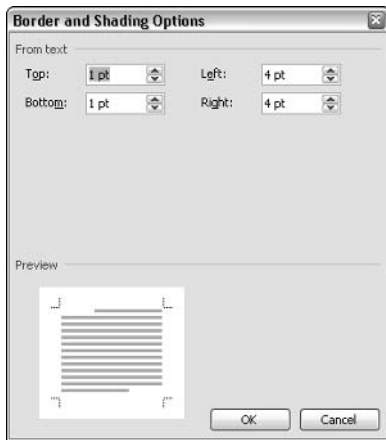 Border and Shading Options
From text
Top: 1 pt Left: 4 pt
Bottom: 1 pt Right: 4 pt
Preview
OK Cancel